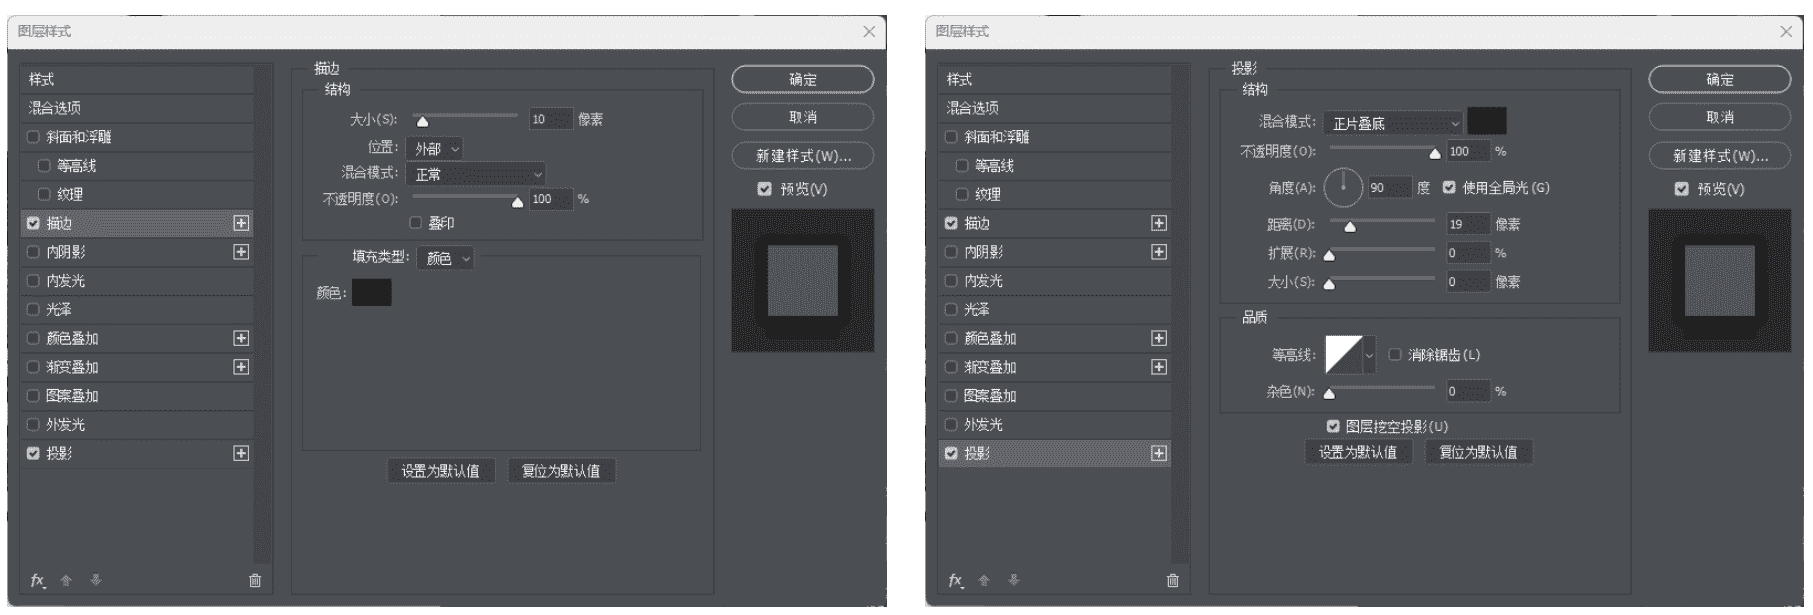 图层样式
样式
混合选项
斜面和浮雕
等高线
纹理
描边
内阴影
内发光
光泽
颜色叠加
渐变叠加
图案叠加
外发光
投影
fx
描边
结构
大小(S): 10 像素
位置: 外部
混合模式: 正常
不透明度(O): 100 %
叠印
填充类型: 颜色
颜色:
设置为默认值 复位为默认值
确定
取消
新建样式(W)...
预览(V)
图层样式
样式
混合选项
斜面和浮雕
等高线
纹理
描边
内阴影
内发光
光泽
颜色叠加
渐变叠加
图案叠加
外发光
投影
fx
投影
结构
混合模式: 正片叠底
不透明度(O): 100 %
角度(A): 90 度 使用全局光(G)
距离(D): 19 像素
扩展(R): 0 %
大小(S): 0 像素
品质
等高线: 消除锯齿(L)
杂色(N): 0 %
图层挖空投影(U)
设置为默认值 复位为默认值
确定
取消
新建样式(W)...
预览(V)